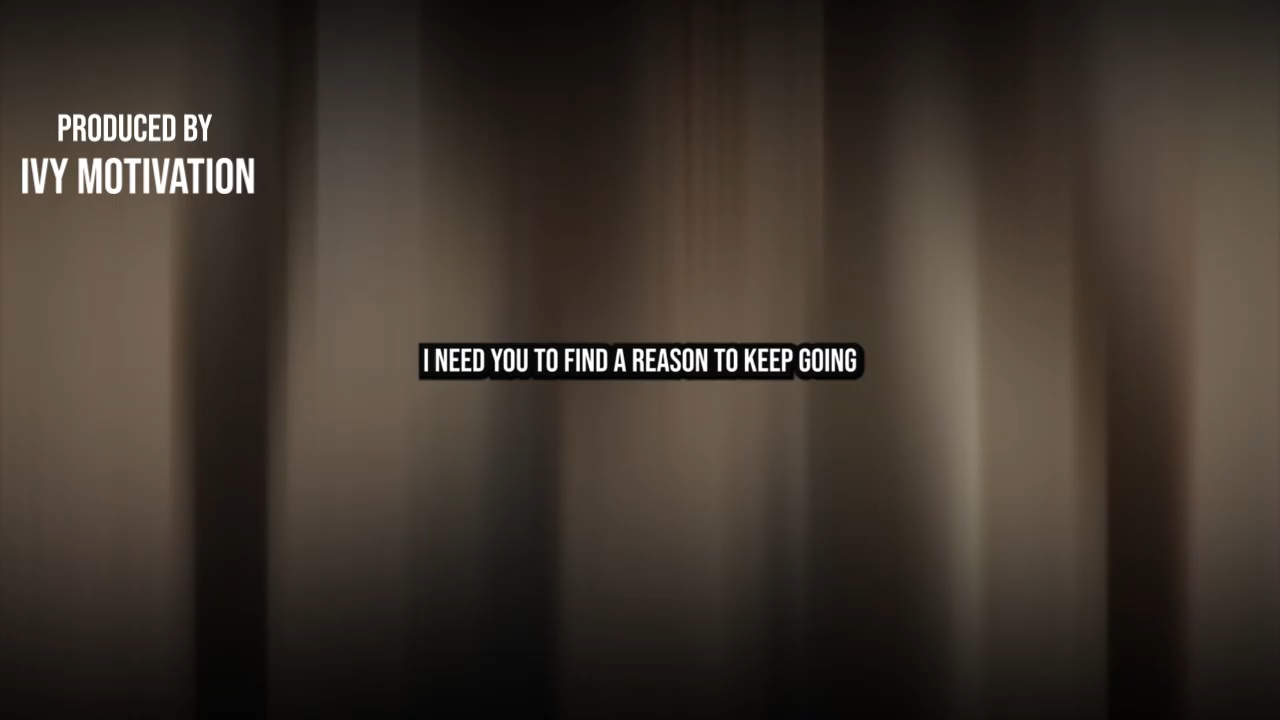 PRODUCED BY
IVY MOTIVATION
I NEED YOU TO FIND A REASON TO KEEP GOING